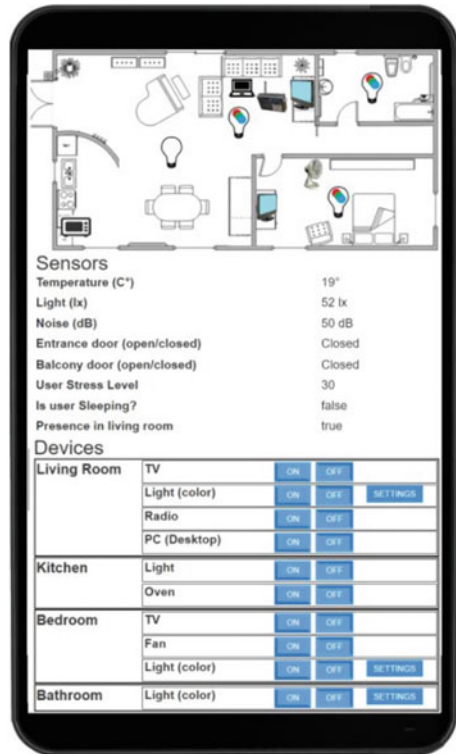 Sensors
Temperature (C°) 19°
Light (lx) 52 lx
Noise (dB) 50 dB
Entrance door (open/closed) Closed
Balcony door (open/closed) Closed
User Stress Level 30
Is user Sleeping? false
Presence in living room true
Devices
Living Room TV ON OFF
Light (color) ON OFF SETTINGS
Radio ON OFF
PC (Desktop) ON OFF
Kitchen Light ON OFF
Oven ON OFF
Bedroom TV ON OFF
Fan ON OFF
Light (color) ON OFF SETTINGS
Bathroom Light (color) ON OFF SETTINGS